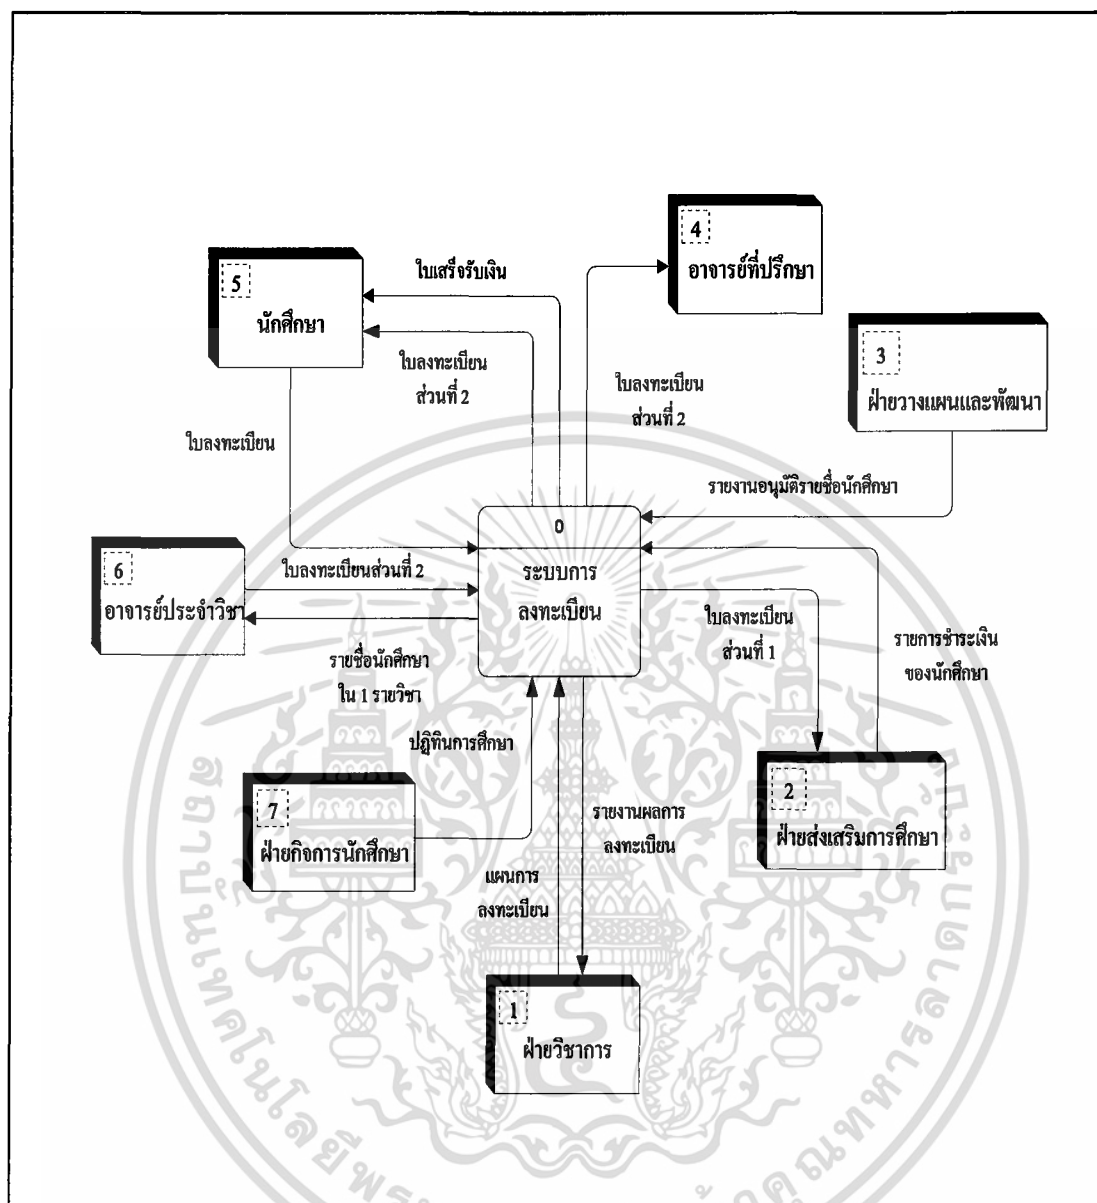 4
อาจารย์ที่ปรึกษา
5
นักศึกษา
ใบเสร็จรับเงิน
ใบลงทะเบียน
ส่วนที่ 2
ใบลงทะเบียน
ส่วนที่ 2
3
ฝ่ายวางแผนและพัฒนา
ใบลงทะเบียน
รายงานอนุมัติรายชื่อนักศึกษา
0
ระบบการ
ลงทะเบียน
6
อาจารย์ประจำวิชา
ใบลงทะเบียนส่วนที่ 2
ใบลงทะเบียน
ส่วนที่ 1
รายการชำระเงิน
ของนักศึกษา
รายชื่อนักศึกษา
ใน 1 รายวิชา
ปฏิทินการศึกษา
7
ฝ่ายกิจการนักศึกษา
2
ฝ่ายส่งเสริมการศึกษา
รายงานผลการ
ลงทะเบียน
แผนการ
ลงทะเบียน
1
ฝ่ายวิชาการ